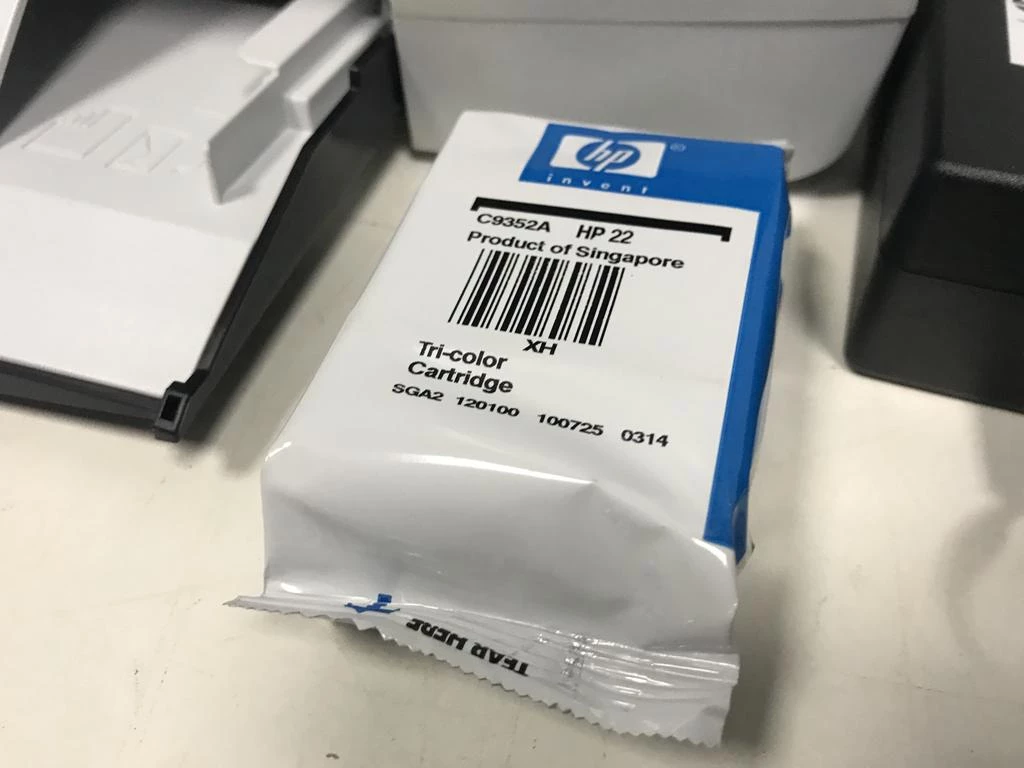 hp ®
invent
C9352A HP 22
Product of Singapore
XH
Tri-color
Cartridge
SGA2 120100 100725 0314
TEAR HERE